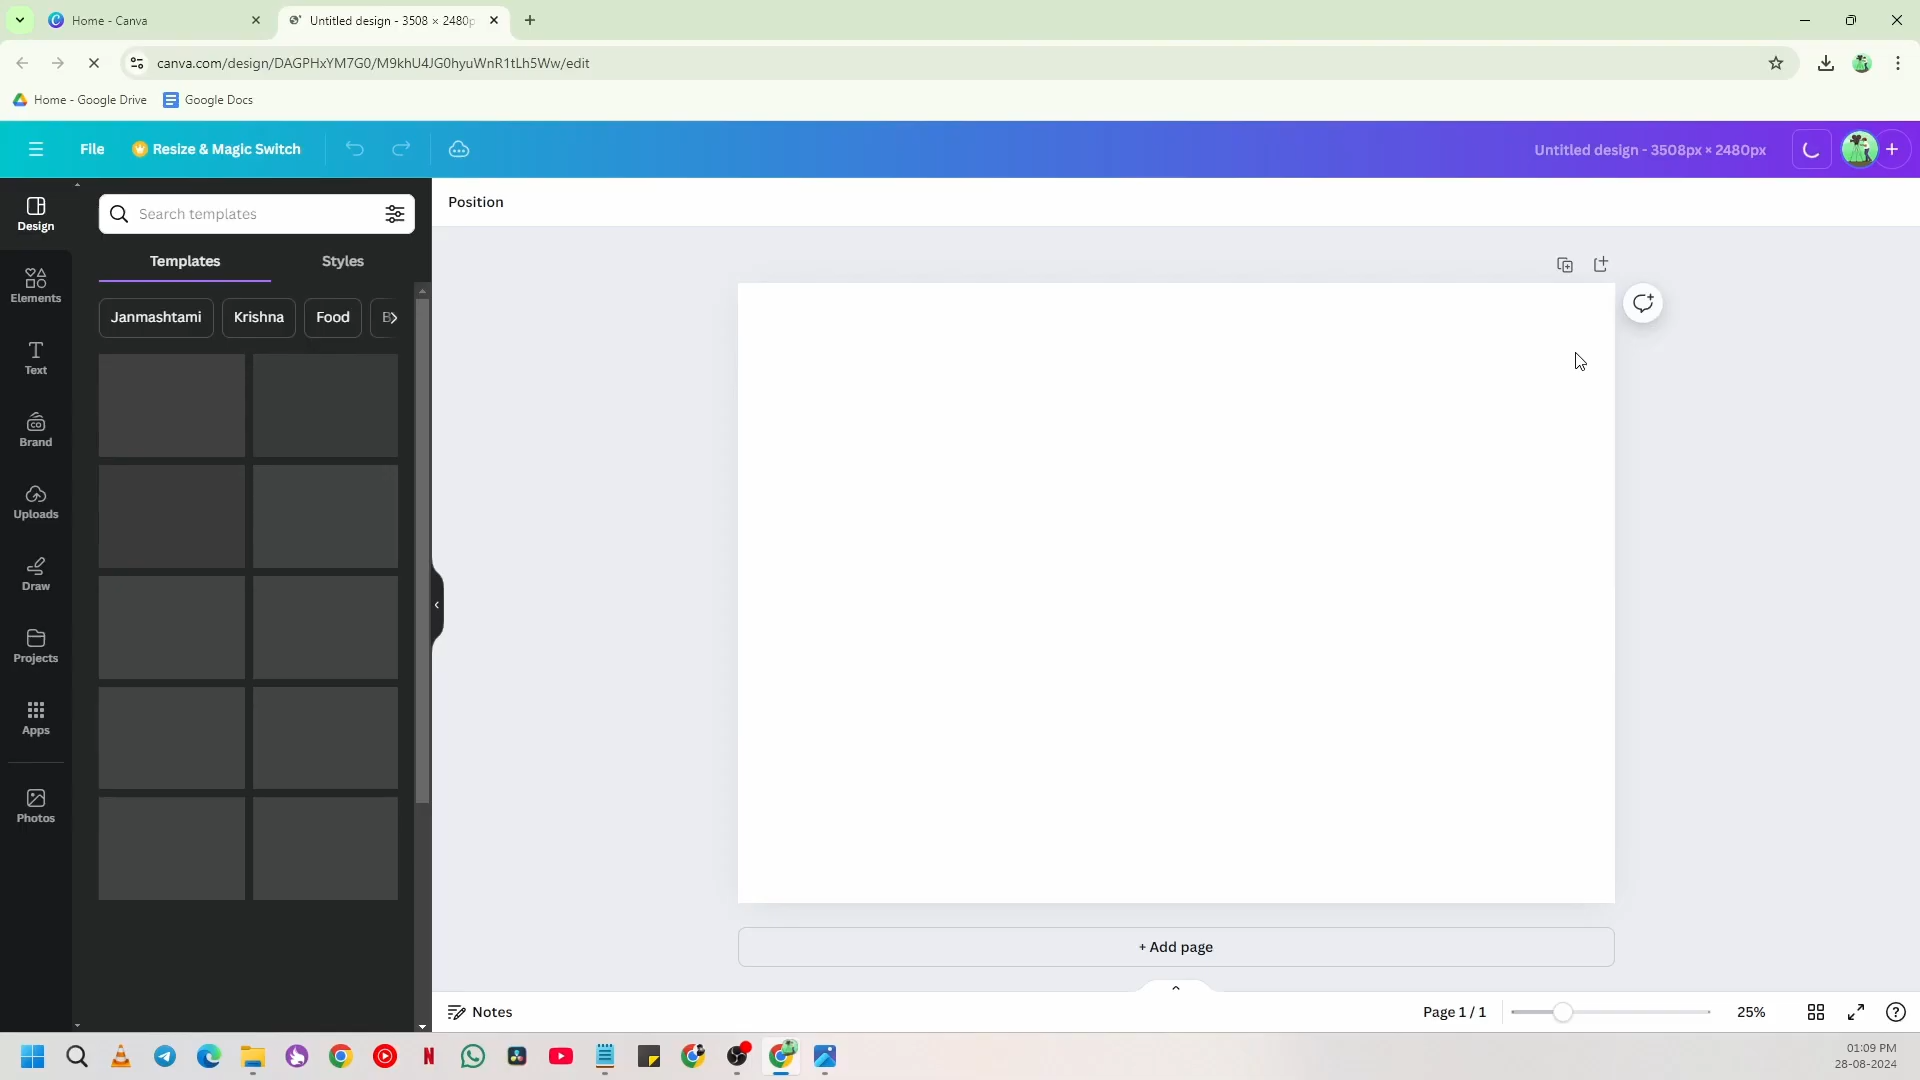 Home - Canva
Untitled design - 3508 × 2480p
canva.com/design/DAGPHxYM7G0/M9khU4JG0hyuWnR1tLh5Ww/edit
Home - Google Drive
Google Docs
File
Resize & Magic Switch
Untitled design - 3508px × 2480px
Design
Elements
Text
Brand
Uploads
Draw
Projects
Apps
Photos
Search templates
Templates
Styles
Janmashtami
Krishna
Food
Position
+ Add page
Notes
Page 1 / 1
25%
01:09 PM
28-08-2024